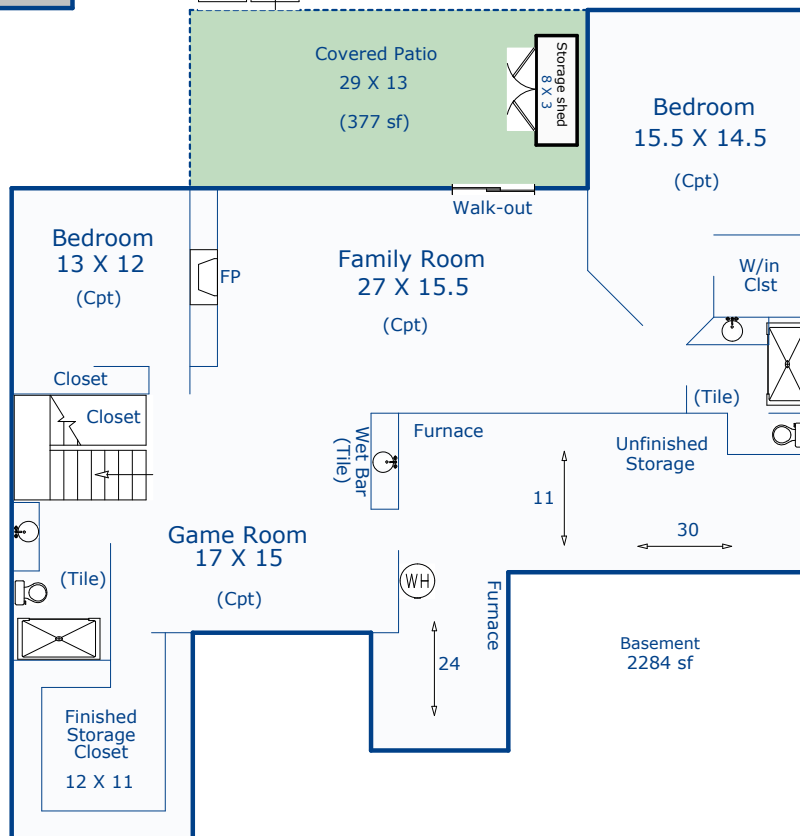 Covered Patio
29 X 13
(377 sf)
Storage shed
8 X 3
Bedroom
15.5 X 14.5
(Cpt)
Walk-out
Bedroom
13 X 12
(Cpt)
FP
Family Room
27 X 15.5
(Cpt)
W/in
Clst
Closet
Closet
(Tile)
Wet Bar
(Tile)
Furnace
Unfinished
Storage
11
30
Game Room
17 X 15
(Cpt)
(Tile)
WH
Furnace
24
Basement
2284 sf
Finished
Storage
Closet
12 X 11